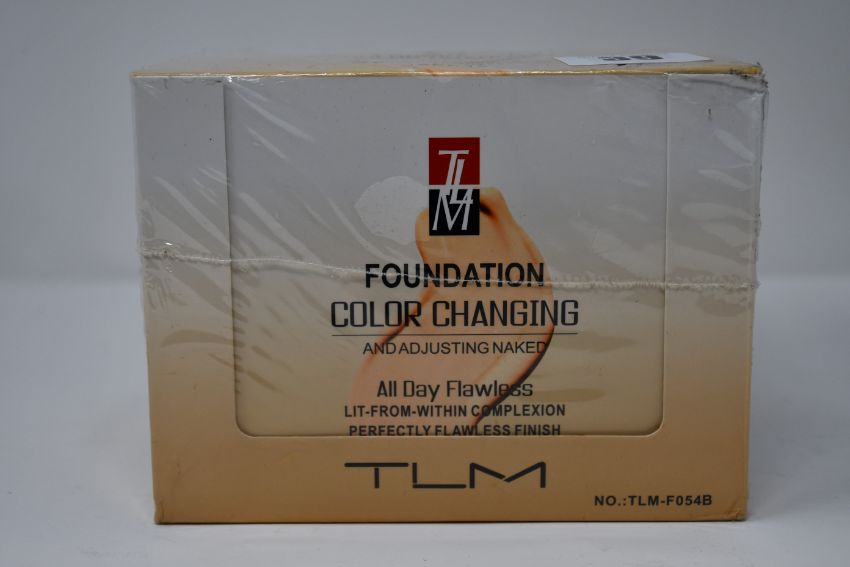 TLM
FOUNDATION
COLOR CHANGING
AND ADJUSTING NAKED
All Day Flawless
LIT-FROM-WITHIN COMPLEXION
PERFECTLY FLAWLESS FINISH
TLM
NO.:TLM-F054B